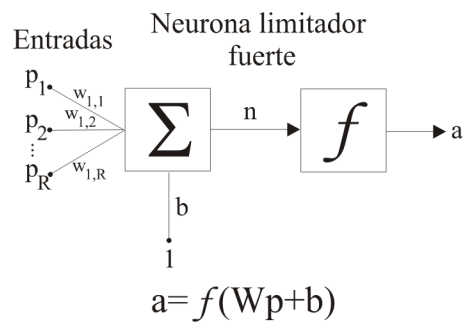 Entradas
Neurona limitador
fuerte
p1
w1,1
p2
w1,2
...
pR
w1,R
Σ
n
f
a
b
1
a= f(Wp+b)